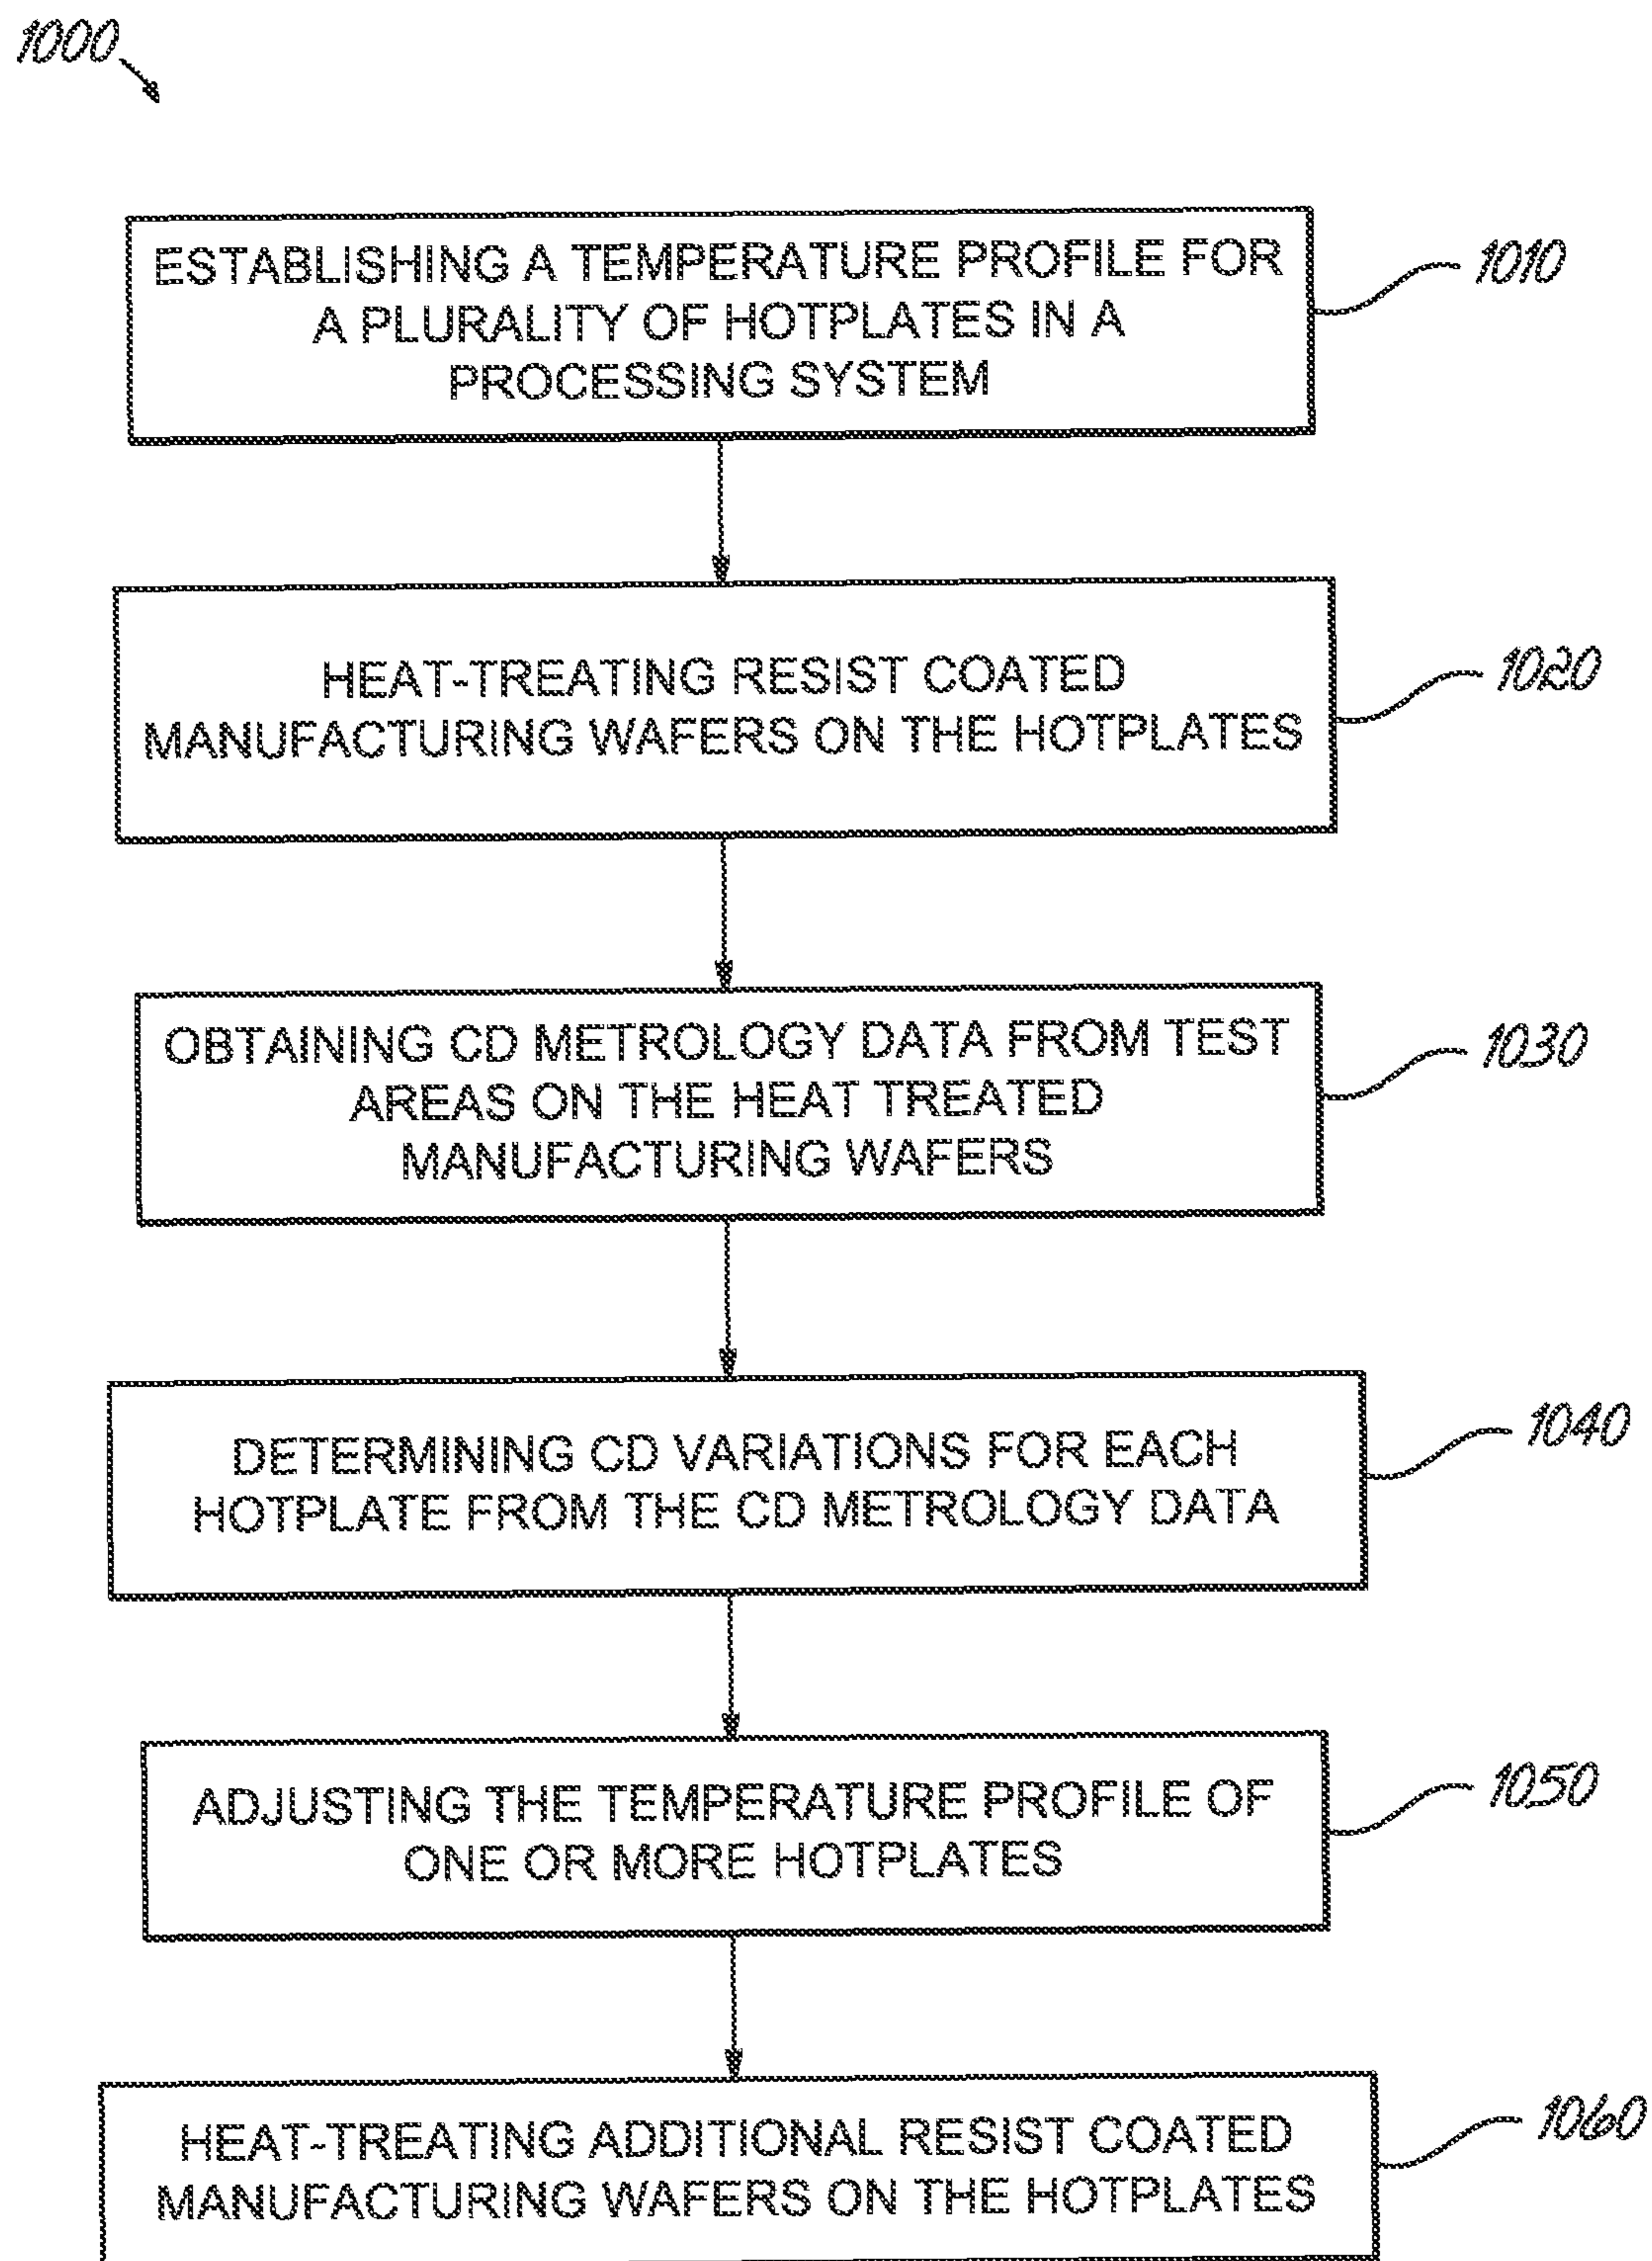 1000
ESTABLISHING A TEMPERATURE PROFILE FOR
A PLURALITY OF HOTPLATES IN A
PROCESSING SYSTEM
1010
HEAT-TREATING RESIST COATED
MANUFACTURING WAFERS ON THE HOTPLATES
1020
OBTAINING CD METROLOGY DATA FROM TEST
AREAS ON THE HEAT TREATED
MANUFACTURING WAFERS
1030
DETERMINING CD VARIATIONS FOR EACH
HOTPLATE FROM THE CD METROLOGY DATA
1040
ADJUSTING THE TEMPERATURE PROFILE OF
ONE OR MORE HOTPLATES
1050
HEAT-TREATING ADDITIONAL RESIST COATED
MANUFACTURING WAFERS ON THE HOTPLATES
1060